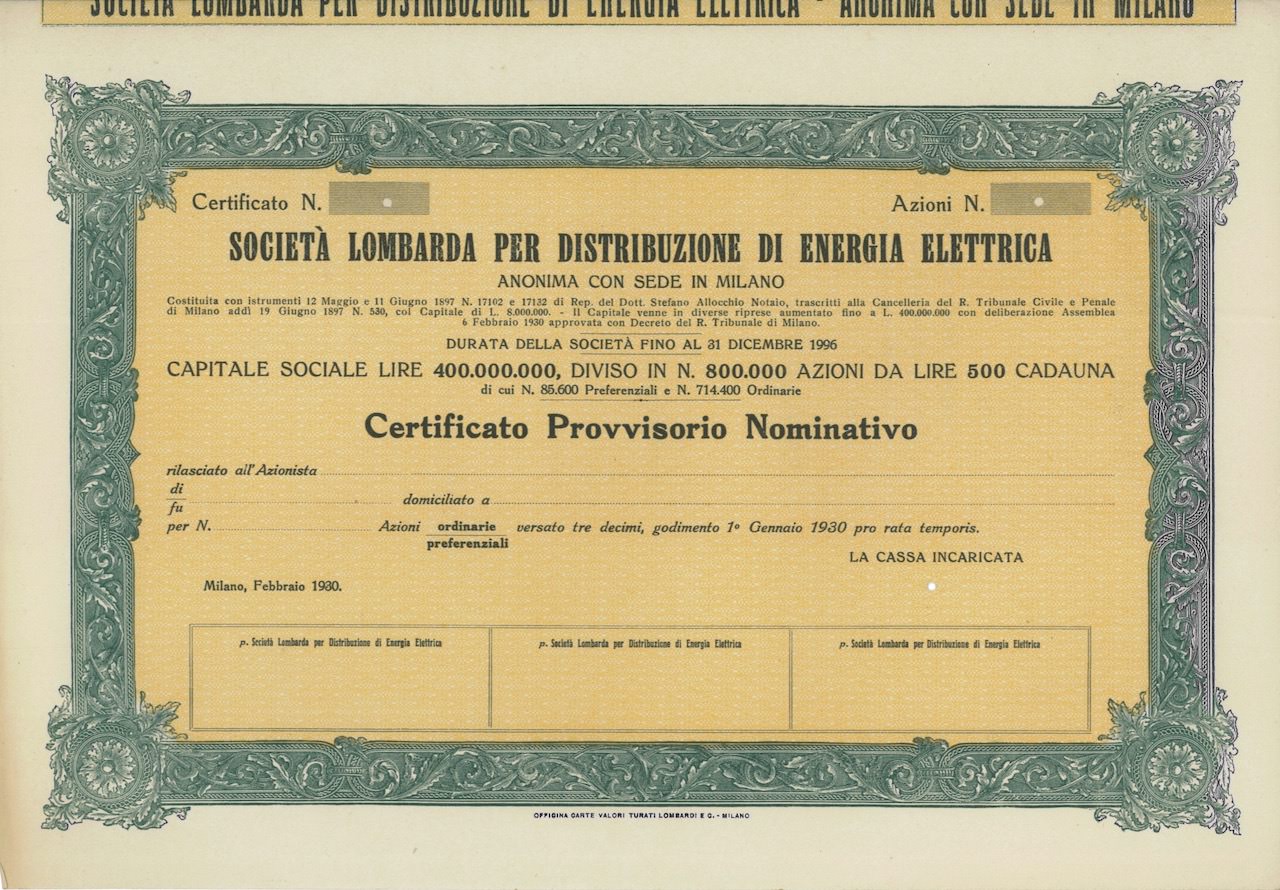 SOCIETÀ LOMBARDA PER DISTRIBUZIONE DI ENERGIA ELETTRICA - ANONIMA CON SEDE IN MILANO
Certificato N.
Azioni N.
SOCIETÀ LOMBARDA PER DISTRIBUZIONE DI ENERGIA ELETTRICA
ANONIMA CON SEDE IN MILANO
Costituita con istrumenti 12 Maggio e 11 Giugno 1897 N. 17102 e 17132 di Rep. del Dott. Stefano Allocchio Notaio, trascritti alla Cancelleria del R. Tribunale Civile e Penale
di Milano addì 19 Giugno 1897 N. 530, col Capitale di L. 8.000.000. - Il Capitale venne in diverse riprese aumentato fino a L. 400.000.000 con deliberazione Assemblea
6 Febbraio 1930 approvata con Decreto del R. Tribunale di Milano.
DURATA DELLA SOCIETÀ FINO AL 31 DICEMBRE 1996
CAPITALE SOCIALE LIRE 400.000.000, DIVISO IN N. 800.000 AZIONI DA LIRE 500 CADAUNA
di cui N. 85.600 Preferenziali e N. 714.400 Ordinarie
Certificato Provvisorio Nominativo
rilasciato all'Azionista
di
fu
domiciliato a
per N. Azioni ordinarie versato tre decimi, godimento 1º Gennaio 1930 pro rata temporis.
preferenziali
LA CASSA INCARICATA
Milano, Febbraio 1930.
p. Società Lombarda per Distribuzione di Energia Elettrica
p. Società Lombarda per Distribuzione di Energia Elettrica
p. Società Lombarda per Distribuzione di Energia Elettrica
OFFICINA CARTE VALORI TURATI LOMBARDI E C. - MILANO